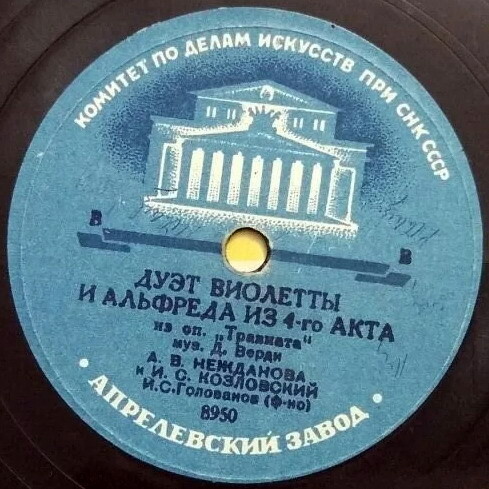 КОМИТЕТ ПО ДЕЛАМ ИСКУССТВ ПРИ СНК СССР
В В
ДУЭТ ВИОЛЕТТЫ
И АЛЬФРЕДА ИЗ 4-го АКТА
из оп. „Травиата"
муз. Д. Верди
А. В. НЕЖДАНОВА
и И. С. КОЗЛОВСКИЙ
Н.С.Голованов (ф-но)
8950
• АПРЕЛЕВСКИЙ ЗАВОД •